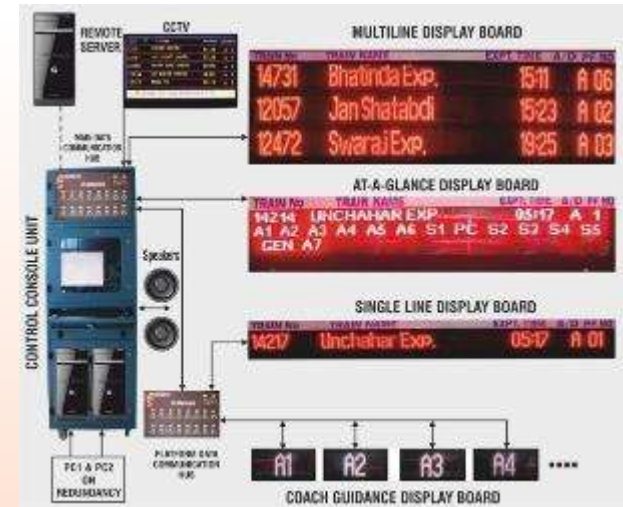 REMOTE
SERVER
CCTV
MULTILINE DISPLAY BOARD
TRAIN No TRAIN NAME EXPT. TIME A/D PF NO
14731 Bhatinda Exp. 15:11 A 06
12057 Jan Shatabdi 15:23 A 02
12472 Swaraj Exp. 19:25 A 03
MAIN DATA
COMMUNICATION
HUB
AT-A-GLANCE DISPLAY BOARD
TRAIN No TRAIN NAME EXPT. TIME A/D PF NO
14214 UNCHAHAR EXP 05:17 A 1
A1 A2 A3 A4 A5 A6 S1 PC S2 S3 S4 S5
GEN A7
CONTROL CONSOLE UNIT
Speakers
SINGLE LINE DISPLAY BOARD
TRAIN No TRAIN NAME EXPT. TIME A/D PF NO
14217 Unchahar Exp. 05:17 A 01
PLATFORM DATA
COMMUNICATION
HUB
PC1 & PC2
ON
REDUNDANCY
A1 A2 A3 A4
COACH GUIDANCE DISPLAY BOARD